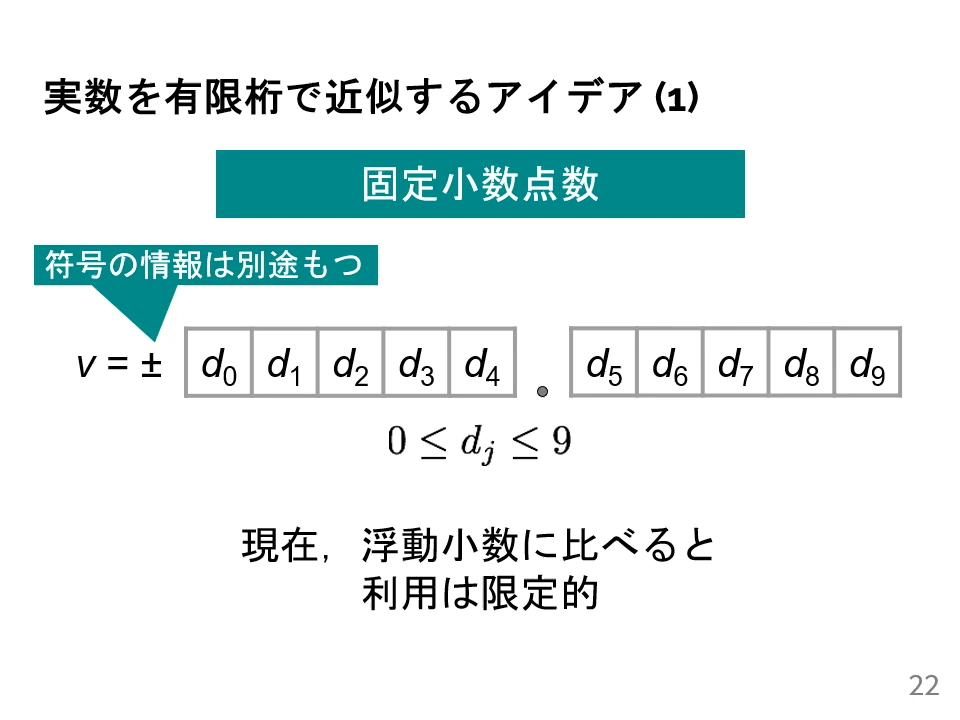 実数を有限桁で近似するアイデア (1)
固定小数点数
符号の情報は別途もつ
v = ± d₀ d₁ d₂ d₃ d₄ . d₅ d₆ d₇ d₈ d₉
0 ≤ dⱼ ≤ 9
現在，浮動小数に比べると
利用は限定的
22